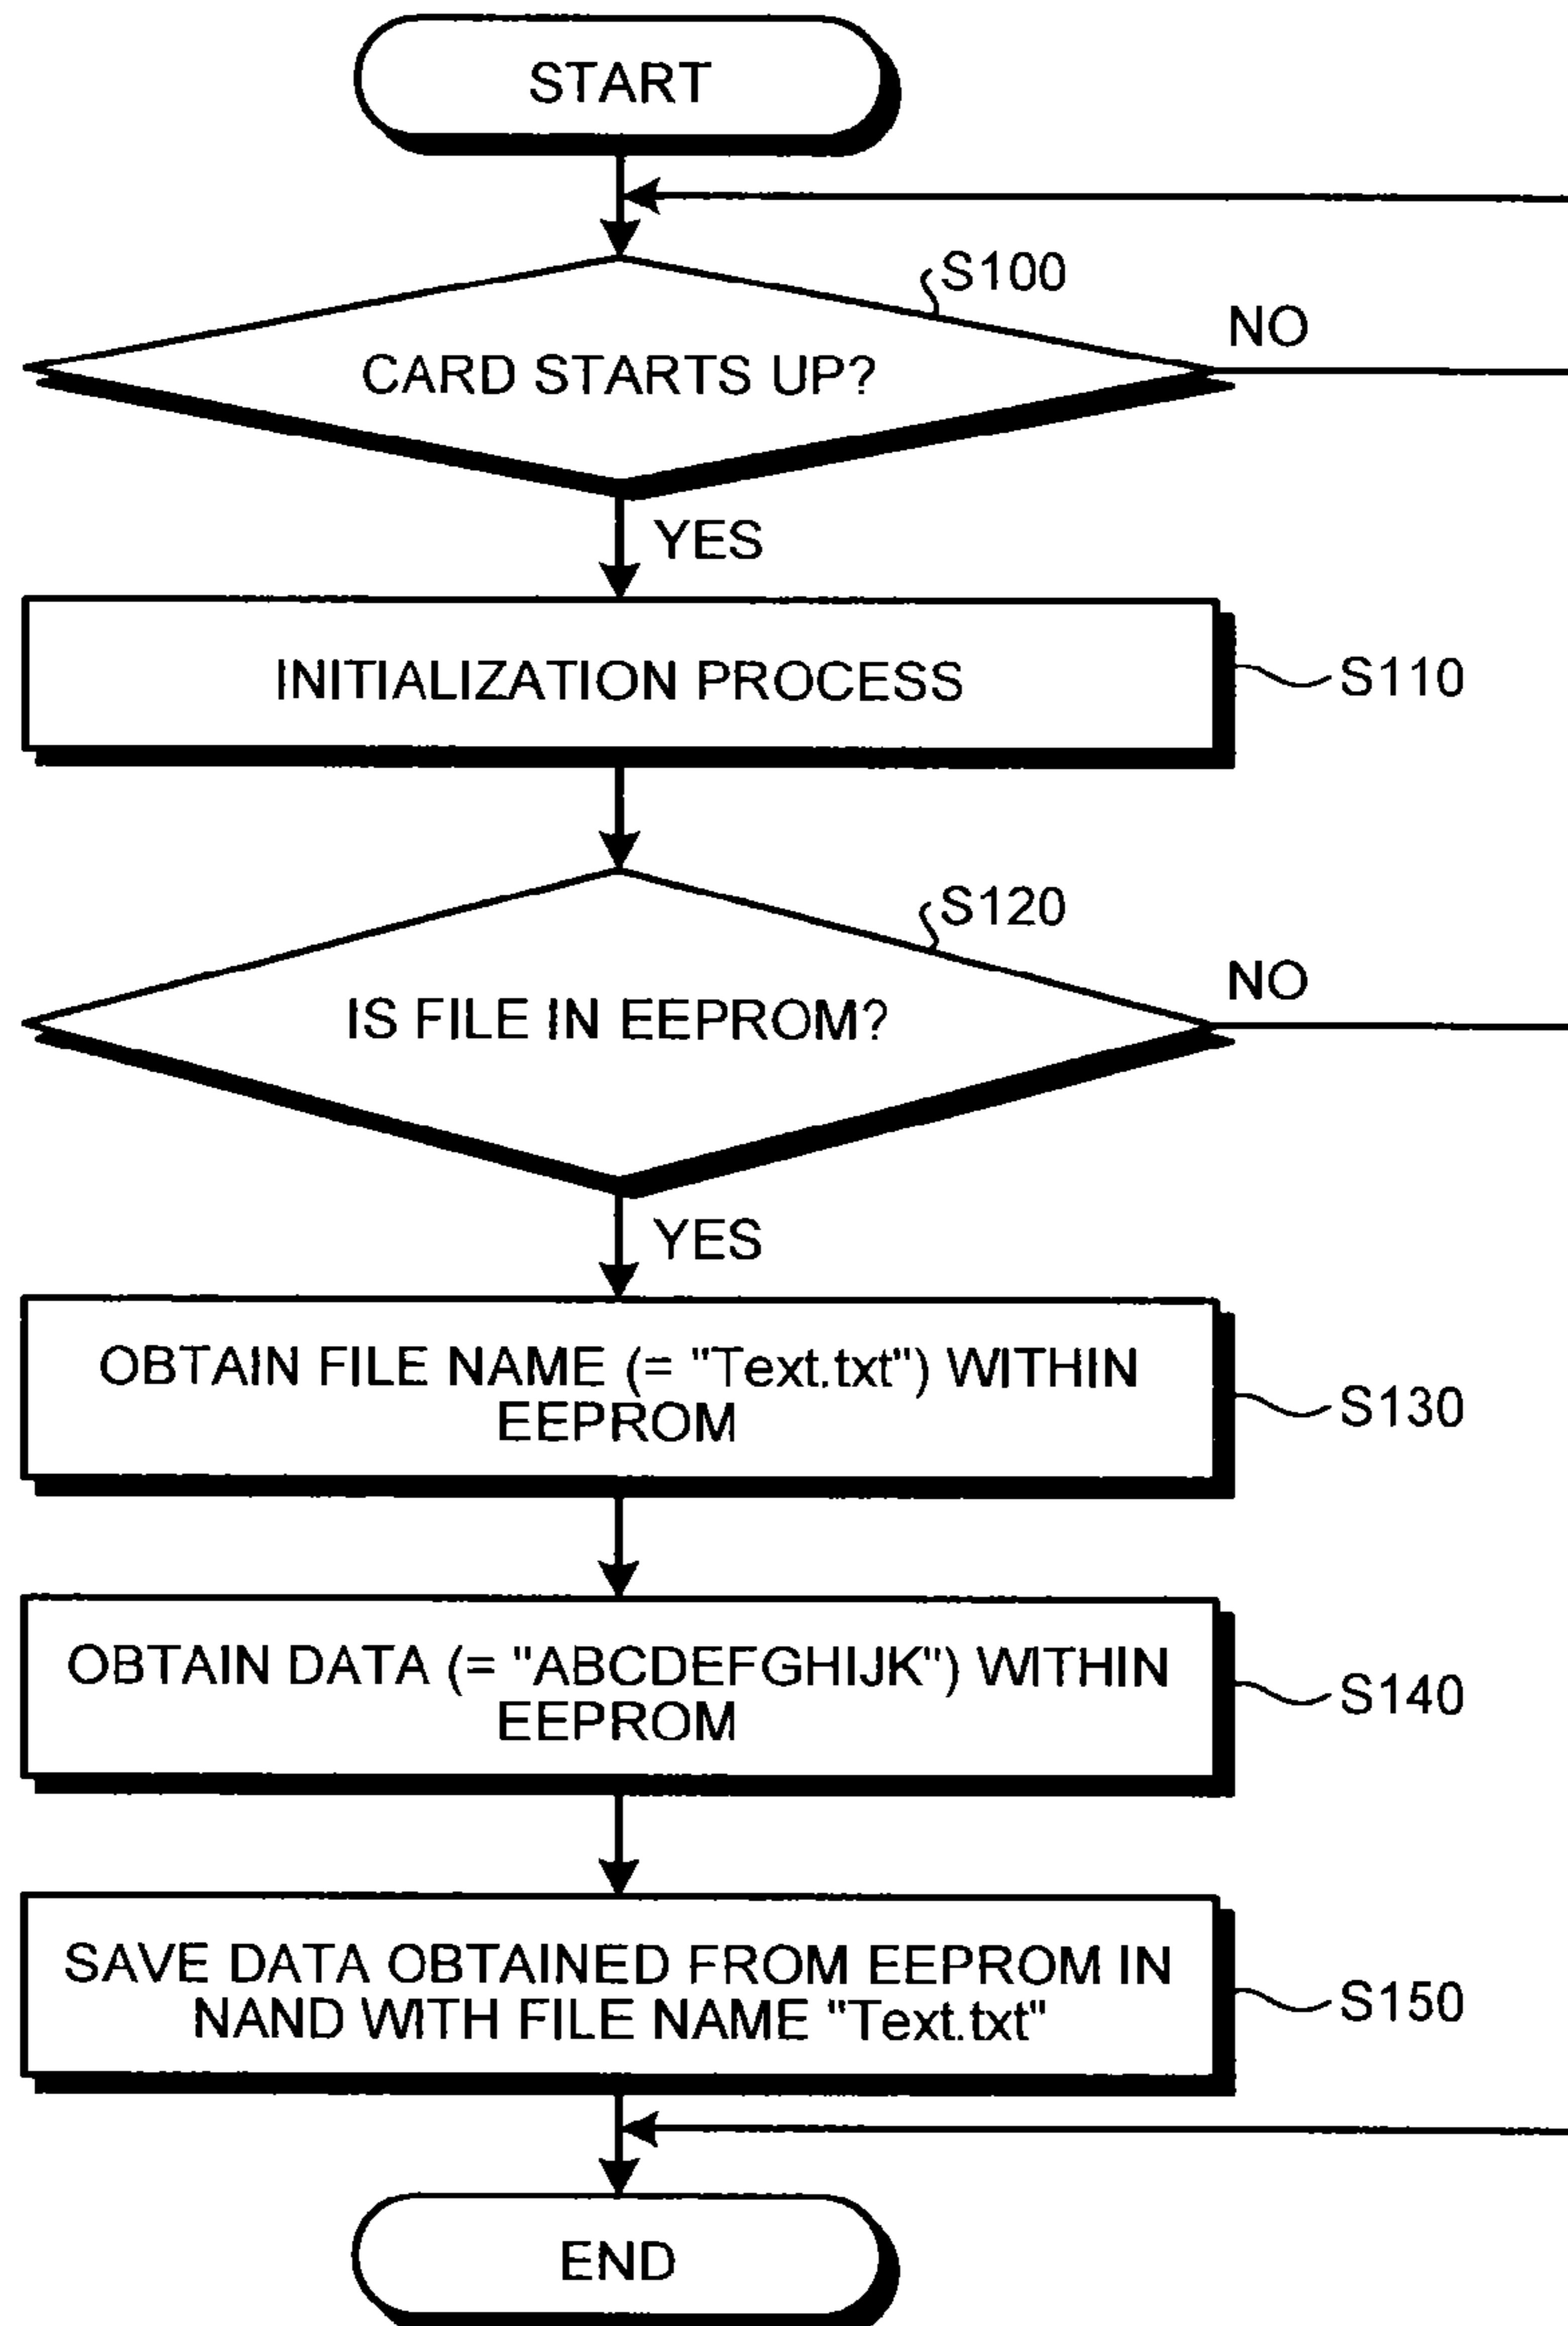 START
S100
NO
CARD STARTS UP?
YES
INITIALIZATION PROCESS
S110
S120
NO
IS FILE IN EEPROM?
YES
OBTAIN FILE NAME (= "Text.txt") WITHIN
EEPROM
S130
OBTAIN DATA (= "ABCDEFGHIJK") WITHIN
EEPROM
S140
SAVE DATA OBTAINED FROM EEPROM IN
NAND WITH FILE NAME "Text.txt"
S150
END